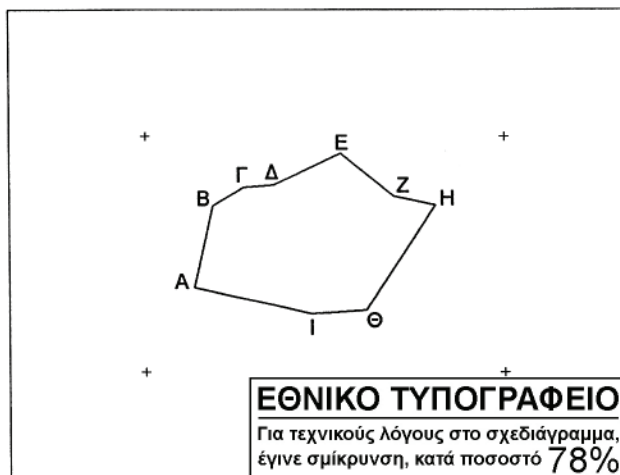 Ε
Γ
Δ
Ζ
Β
Η
Α
Ι
Θ
ΕΘΝΙΚΟ ΤΥΠΟΓΡΑΦΕΙΟ
Για τεχνικούς λόγους στο σχεδιάγραμμα,
έγινε σμίκρυνση, κατά ποσοστό 78%